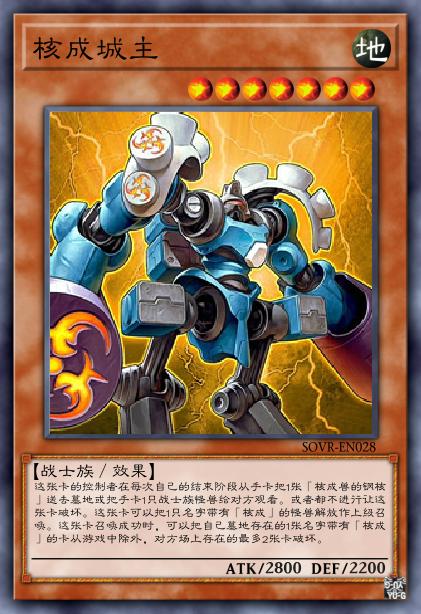 核成城主
地
SOVR-EN028
【战士族／效果】
这张卡的控制者在每次自己的结束阶段从手卡把1张「核成兽的钢核
」送去墓地或把手卡1只战士族怪兽给对方观看。或者都不进行让这
张卡破坏。这张卡可以把1只名字带有「核成」的怪兽解放作上级召
唤。这张卡召唤成功时，可以把自己墓地存在的1张名字带有「核成」
的卡从游戏中除外，对方场上存在的最多2张卡破坏。
ATK/2800 DEF/2200